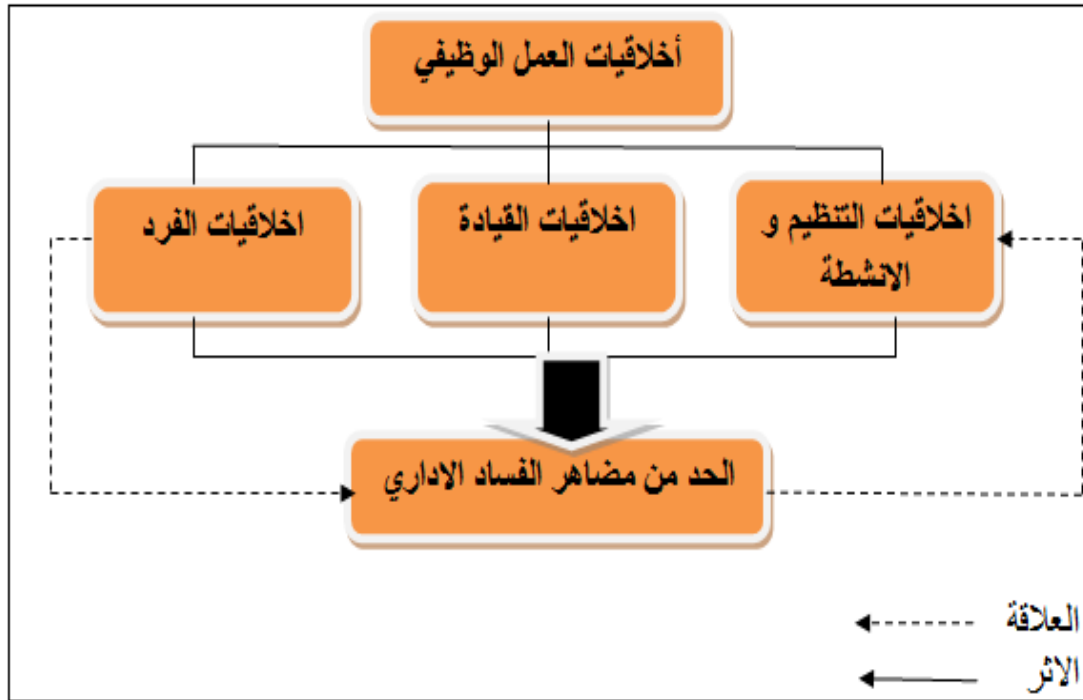 أخلاقيات العمل الوظيفي
اخلاقيات التنظيم و
الانشطة
اخلاقيات القيادة
اخلاقيات الفرد
الحد من مضاهر الفساد الاداري
العلاقة
الاثر